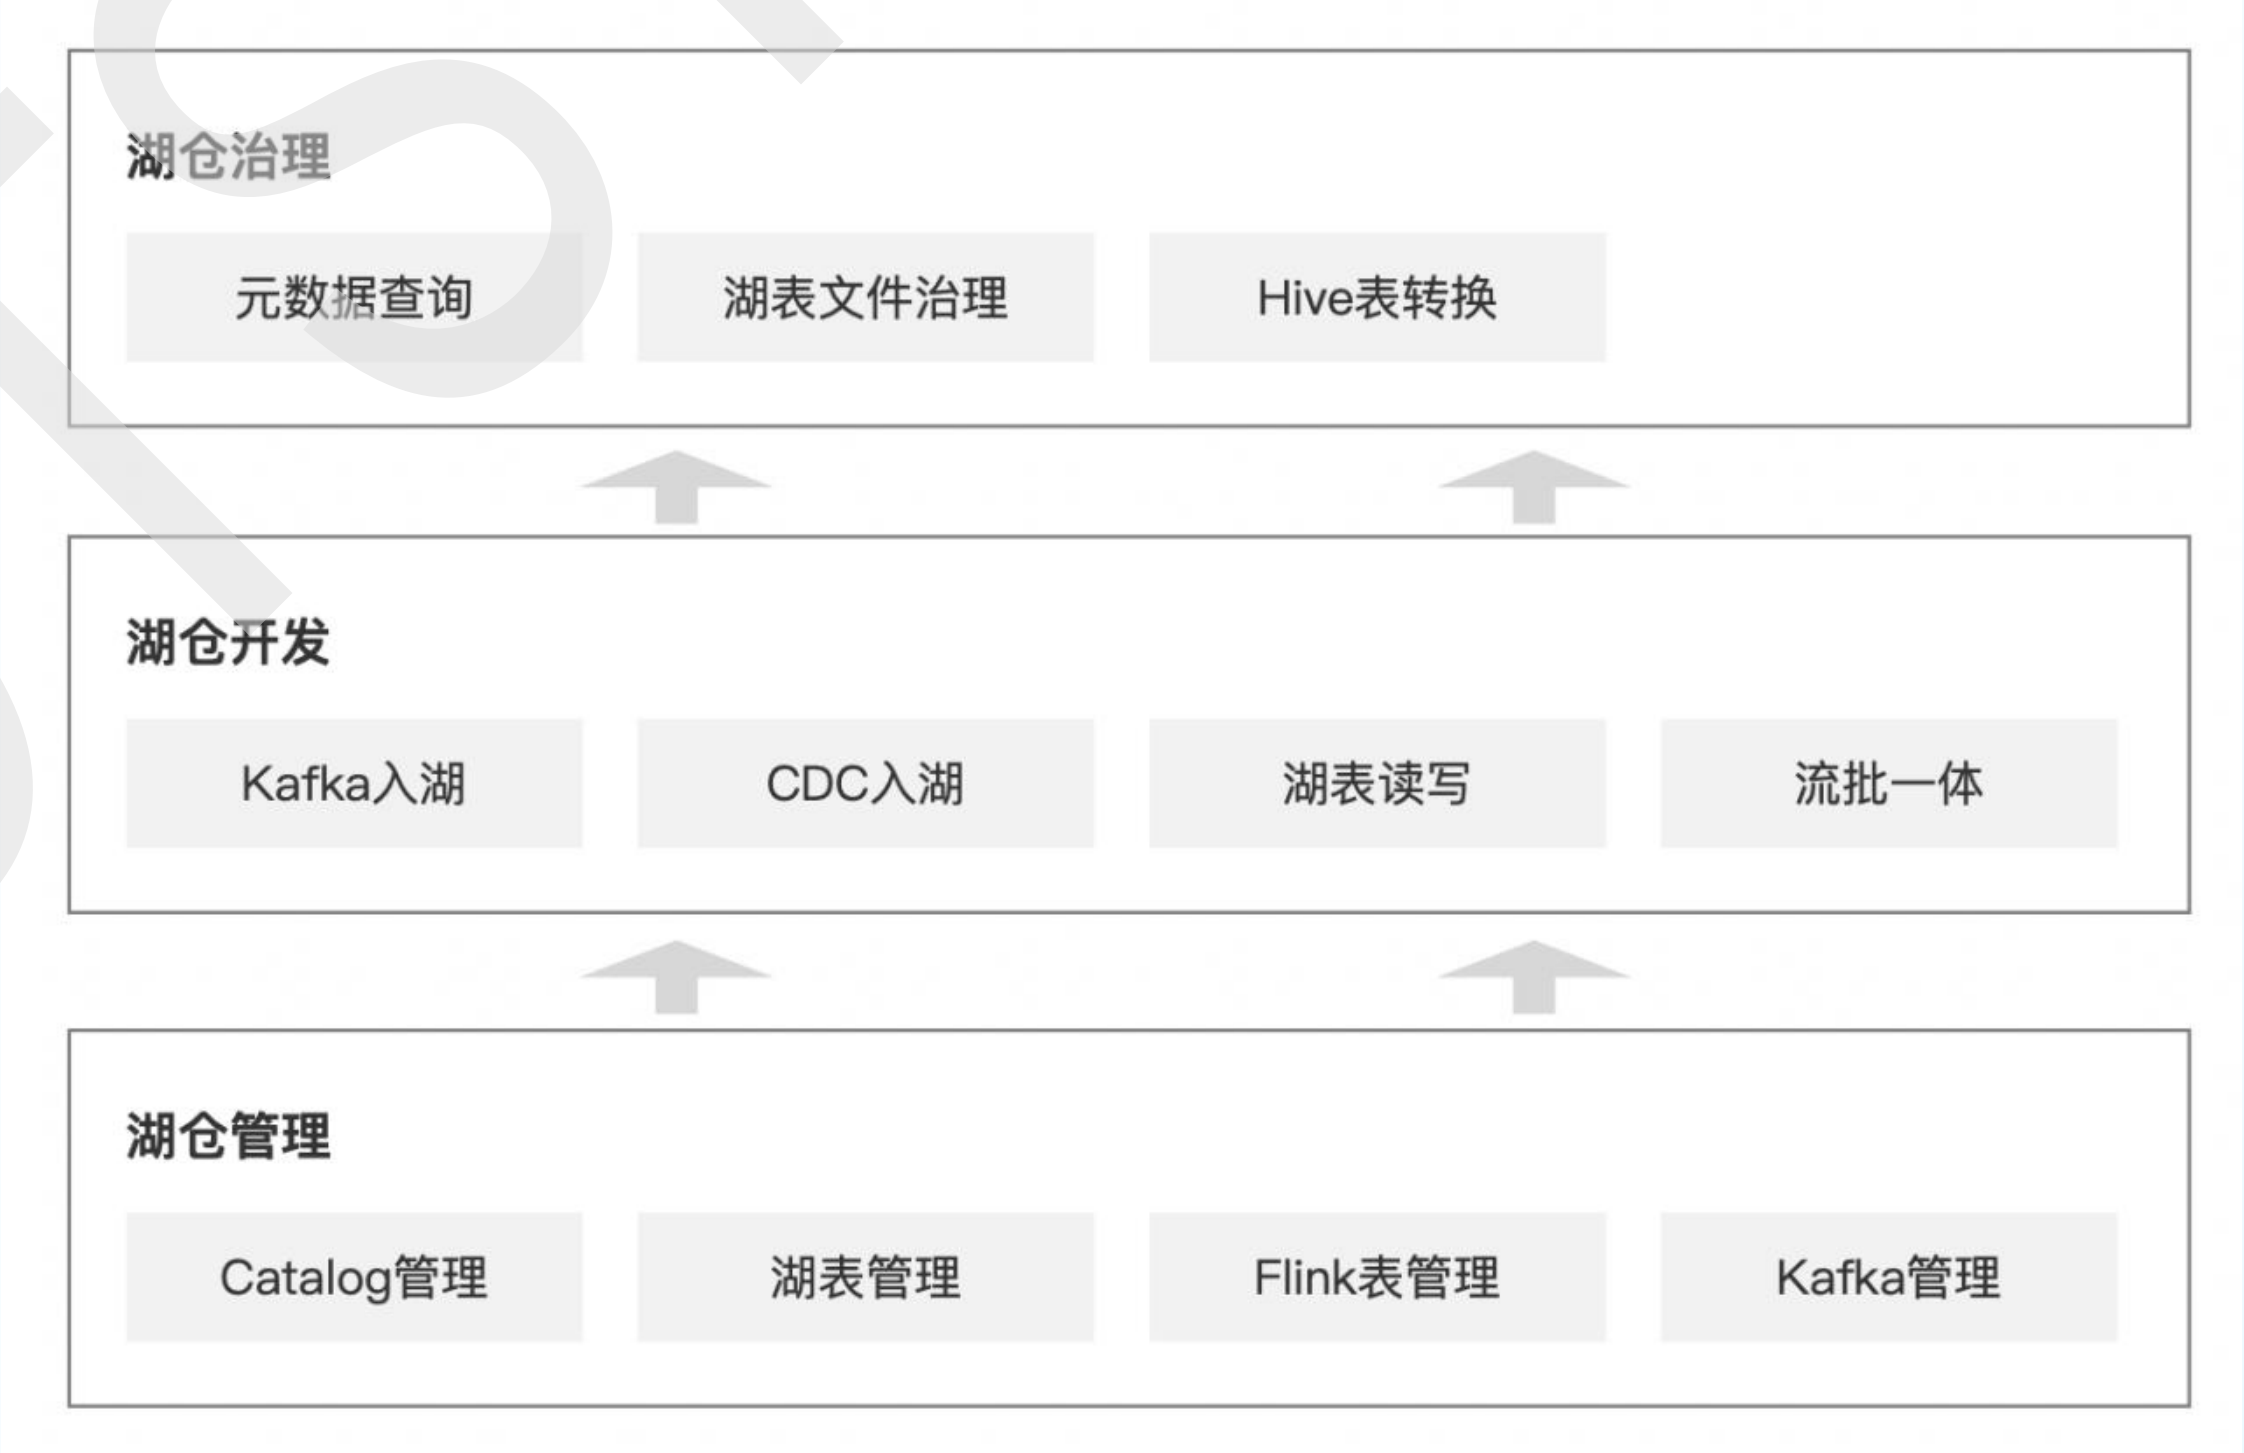 湖仓治理
元数据查询 湖表文件治理 Hive表转换
湖仓开发
Kafka入湖 CDC入湖 湖表读写 流批一体
湖仓管理
Catalog管理 湖表管理 Flink表管理 Kafka管理